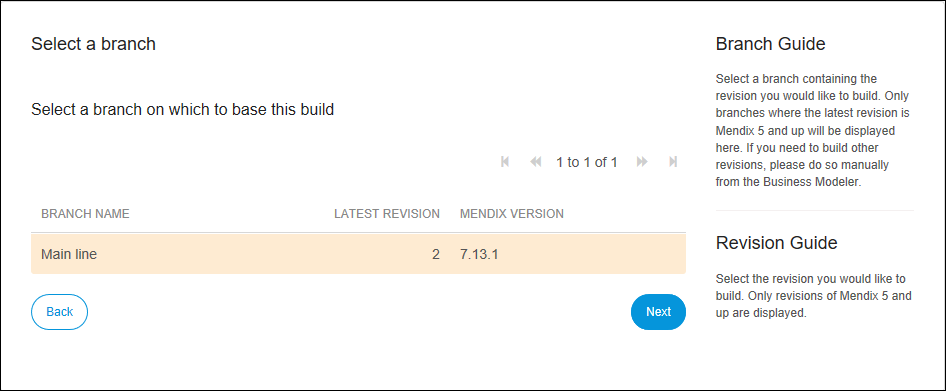 Select a branch
Select a branch on which to base this build
1 to 1 of 1
BRANCH NAME LATEST REVISION MENDIX VERSION
Main line 2 7.13.1
Back Next
Branch Guide
Select a branch containing the
revision you would like to build. Only
branches where the latest revision is
Mendix 5 and up will be displayed
here. If you need to build other
revisions, please do so manually
from the Business Modeler.
Revision Guide
Select the revision you would like to
build. Only revisions of Mendix 5 and
up are displayed.